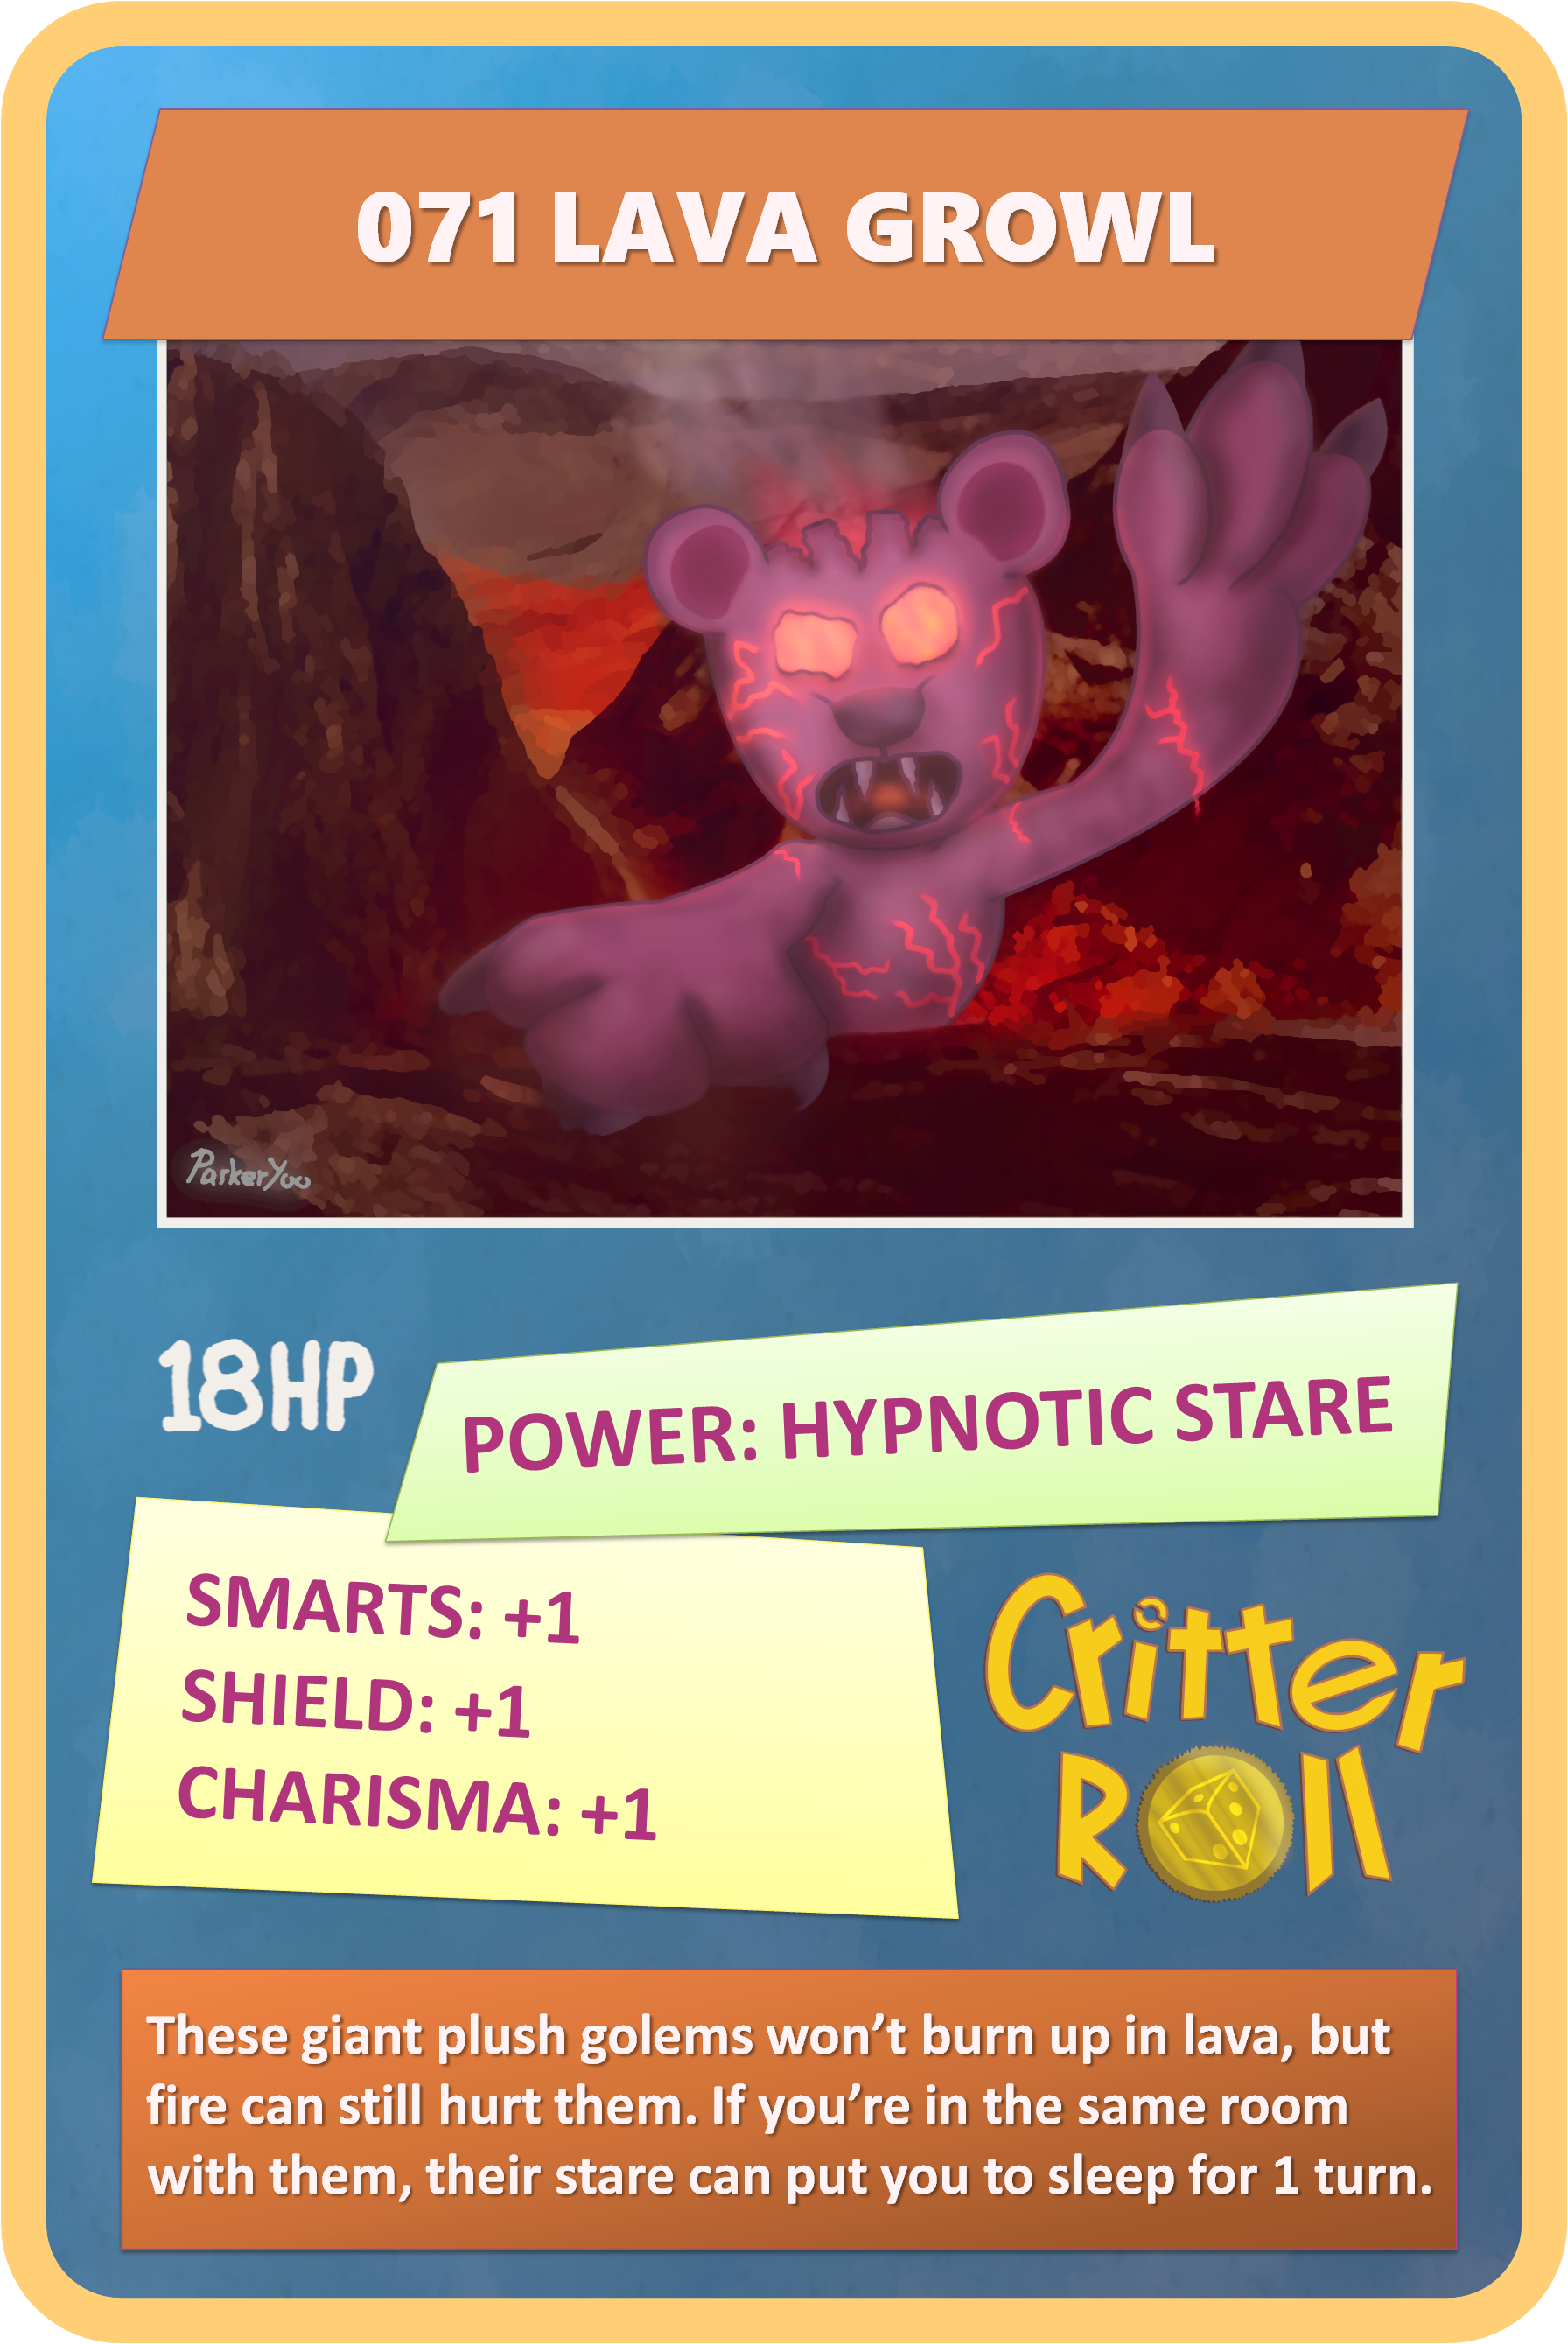 071 LAVA GROWL
ParkerYoo
18HP
POWER: HYPNOTIC STARE
SMARTS: +1
SHIELD: +1
CHARISMA: +1
Critter
Roll
These giant plush golems won’t burn up in lava, but
fire can still hurt them. If you’re in the same room
with them, their stare can put you to sleep for 1 turn.